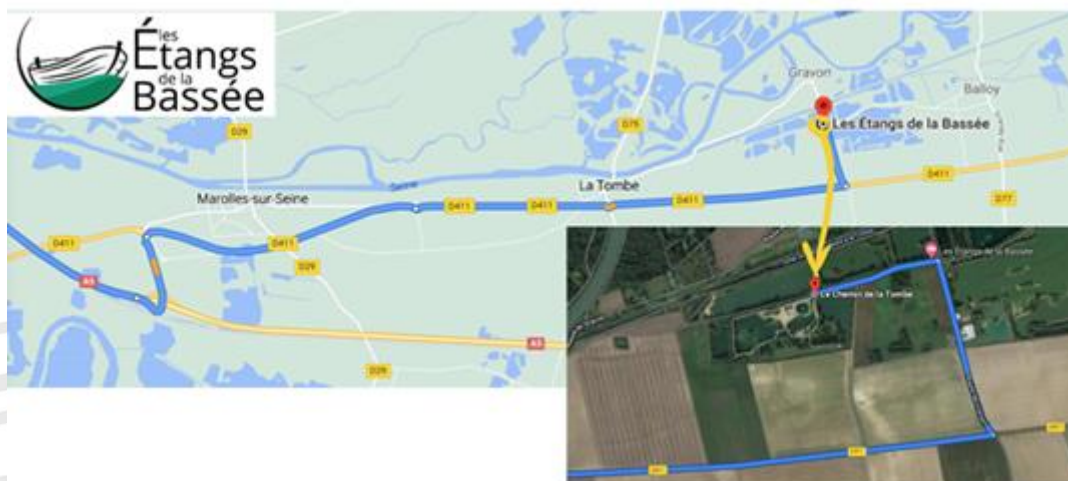 les
Étangs
de la
Bassée
Gravon
Balloy
D29
D75
Les Étangs de la Bassée
D411
Seine
La Tombe
Marolles-sur-Seine
D411
D411
D411
D77
D411
D411
D29
A5
A5
D29
Les Étangs de la Bassée
Le Chemin de la Tombe